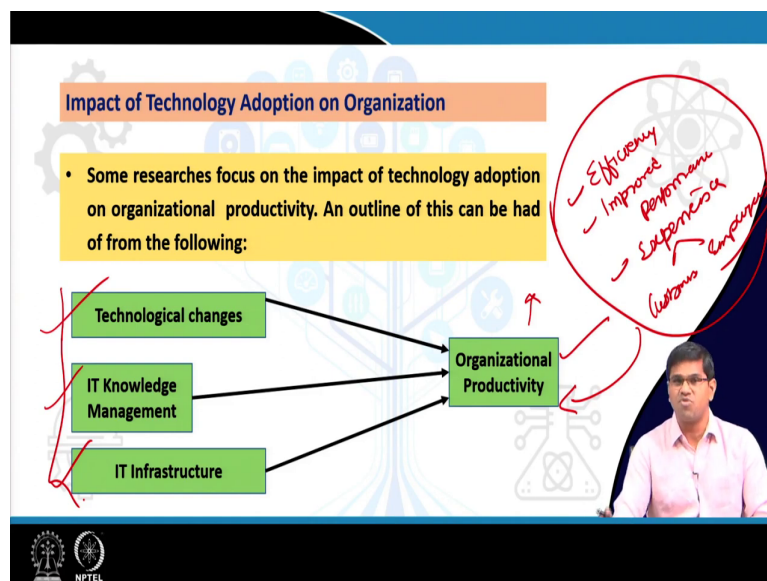 Impact of Technology Adoption on Organization
• Some researches focus on the impact of technology adoption
on organizational productivity. An outline of this can be had
of from the following:
Efficiency
Improved
Performance
Experience
Customers Employee
Technological changes
IT Knowledge
Management
IT Infrastructure
Organizational
Productivity
NPTEL